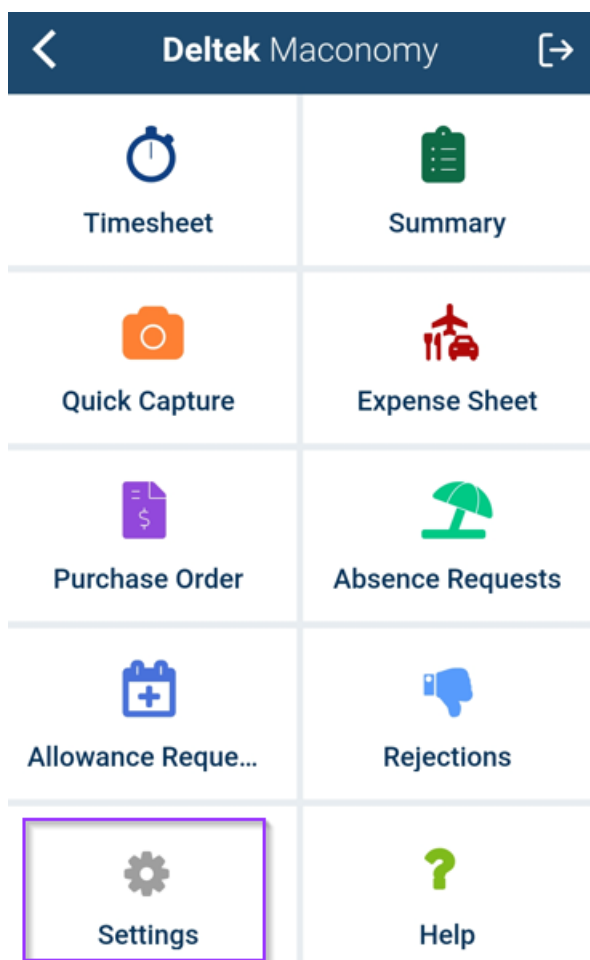 Deltek Maconomy
Timesheet
Summary
Quick Capture
Expense Sheet
Purchase Order
Absence Requests
Allowance Reque...
Rejections
Settings
Help